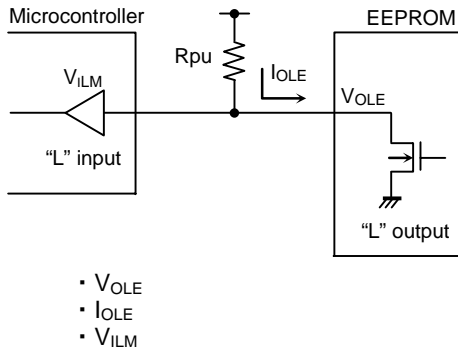 Microcontroller
EEPROM
Rpu
IOLE
VILM
VOLE
“L” input
“L” output
・VOLE
・IOLE
・VILM